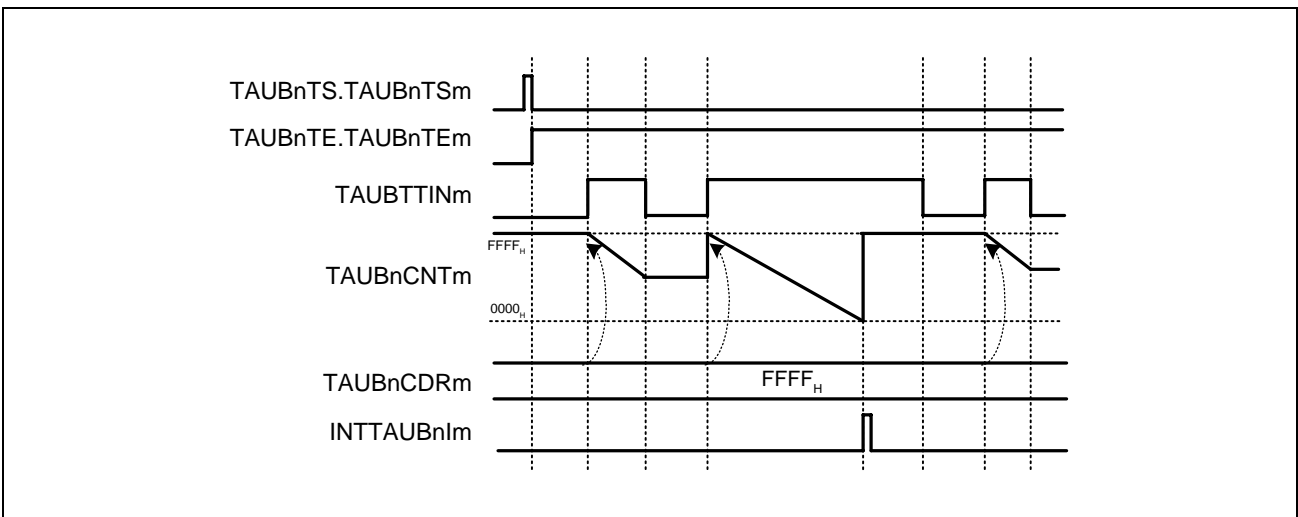 TAUBnTS.TAUBnTSm
TAUBnTE.TAUBnTEm
TAUBTTINm
FFFFH
TAUBnCNTm
0000H
TAUBnCDRm
FFFFH
INTTAUBnIm